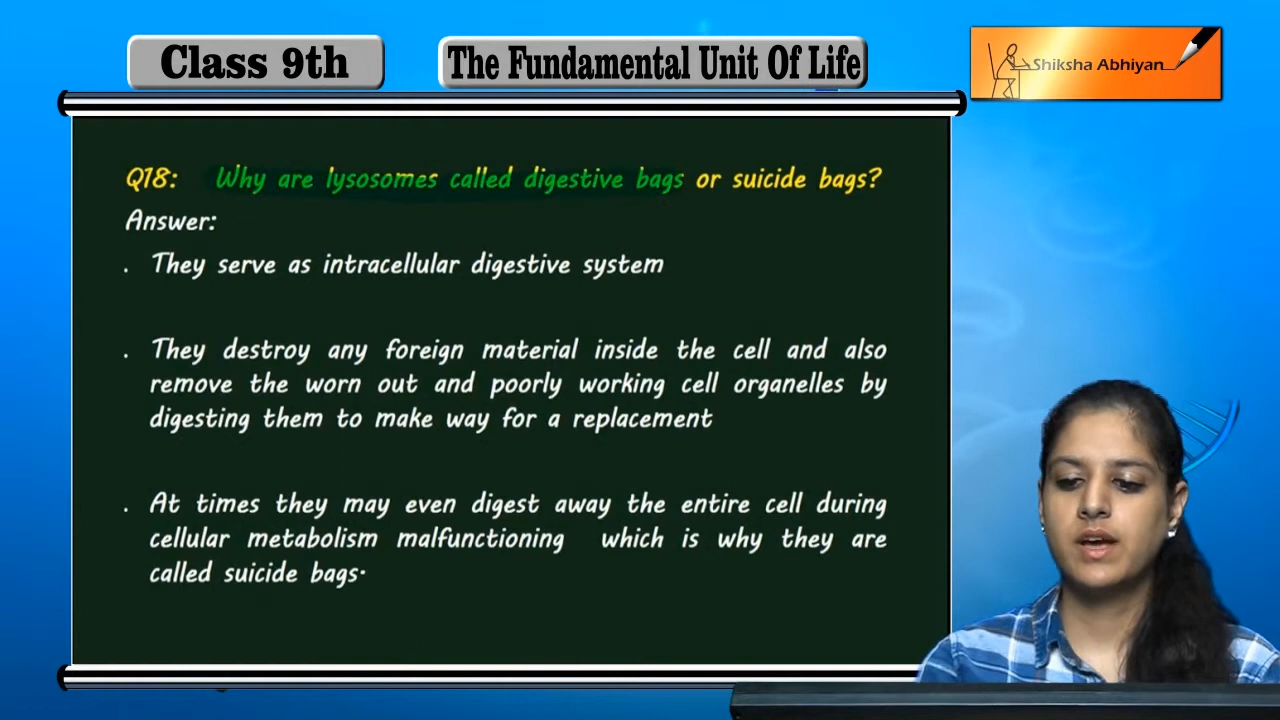 Class 9th
The Fundamental Unit Of Life
Shiksha Abhiyan
Q18: Why are lysosomes called digestive bags or suicide bags?
Answer:
. They serve as intracellular digestive system
. They destroy any foreign material inside the cell and also
remove the worn out and poorly working cell organelles by
digesting them to make way for a replacement
. At times they may even digest away the entire cell during
cellular metabolism malfunctioning which is why they are
called suicide bags.